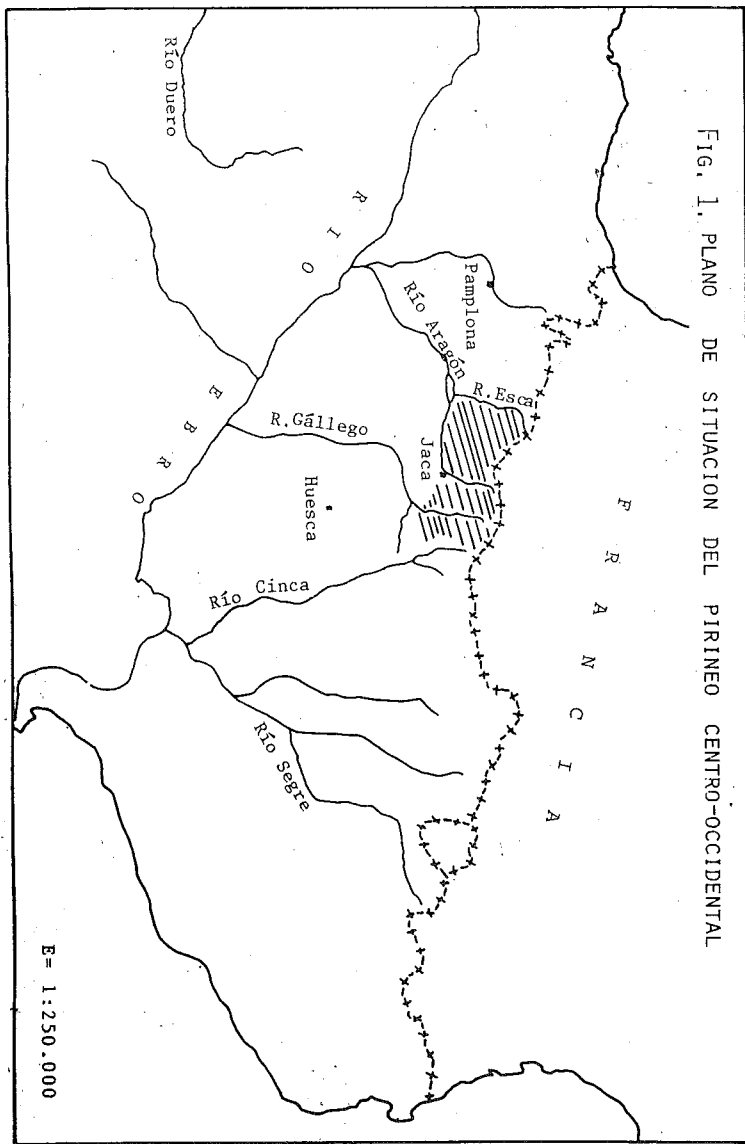 FIG. 1. PLANO DE SITUACION DEL PIRINEO CENTRO-OCCIDENTAL
FRANCIA
Río Duero
RIO EBRO
Pamplona
Río Aragón
R.Esca
R.Gállego
Jaca
Huesca
Río Cinca
Río Segre
E= 1:250.000